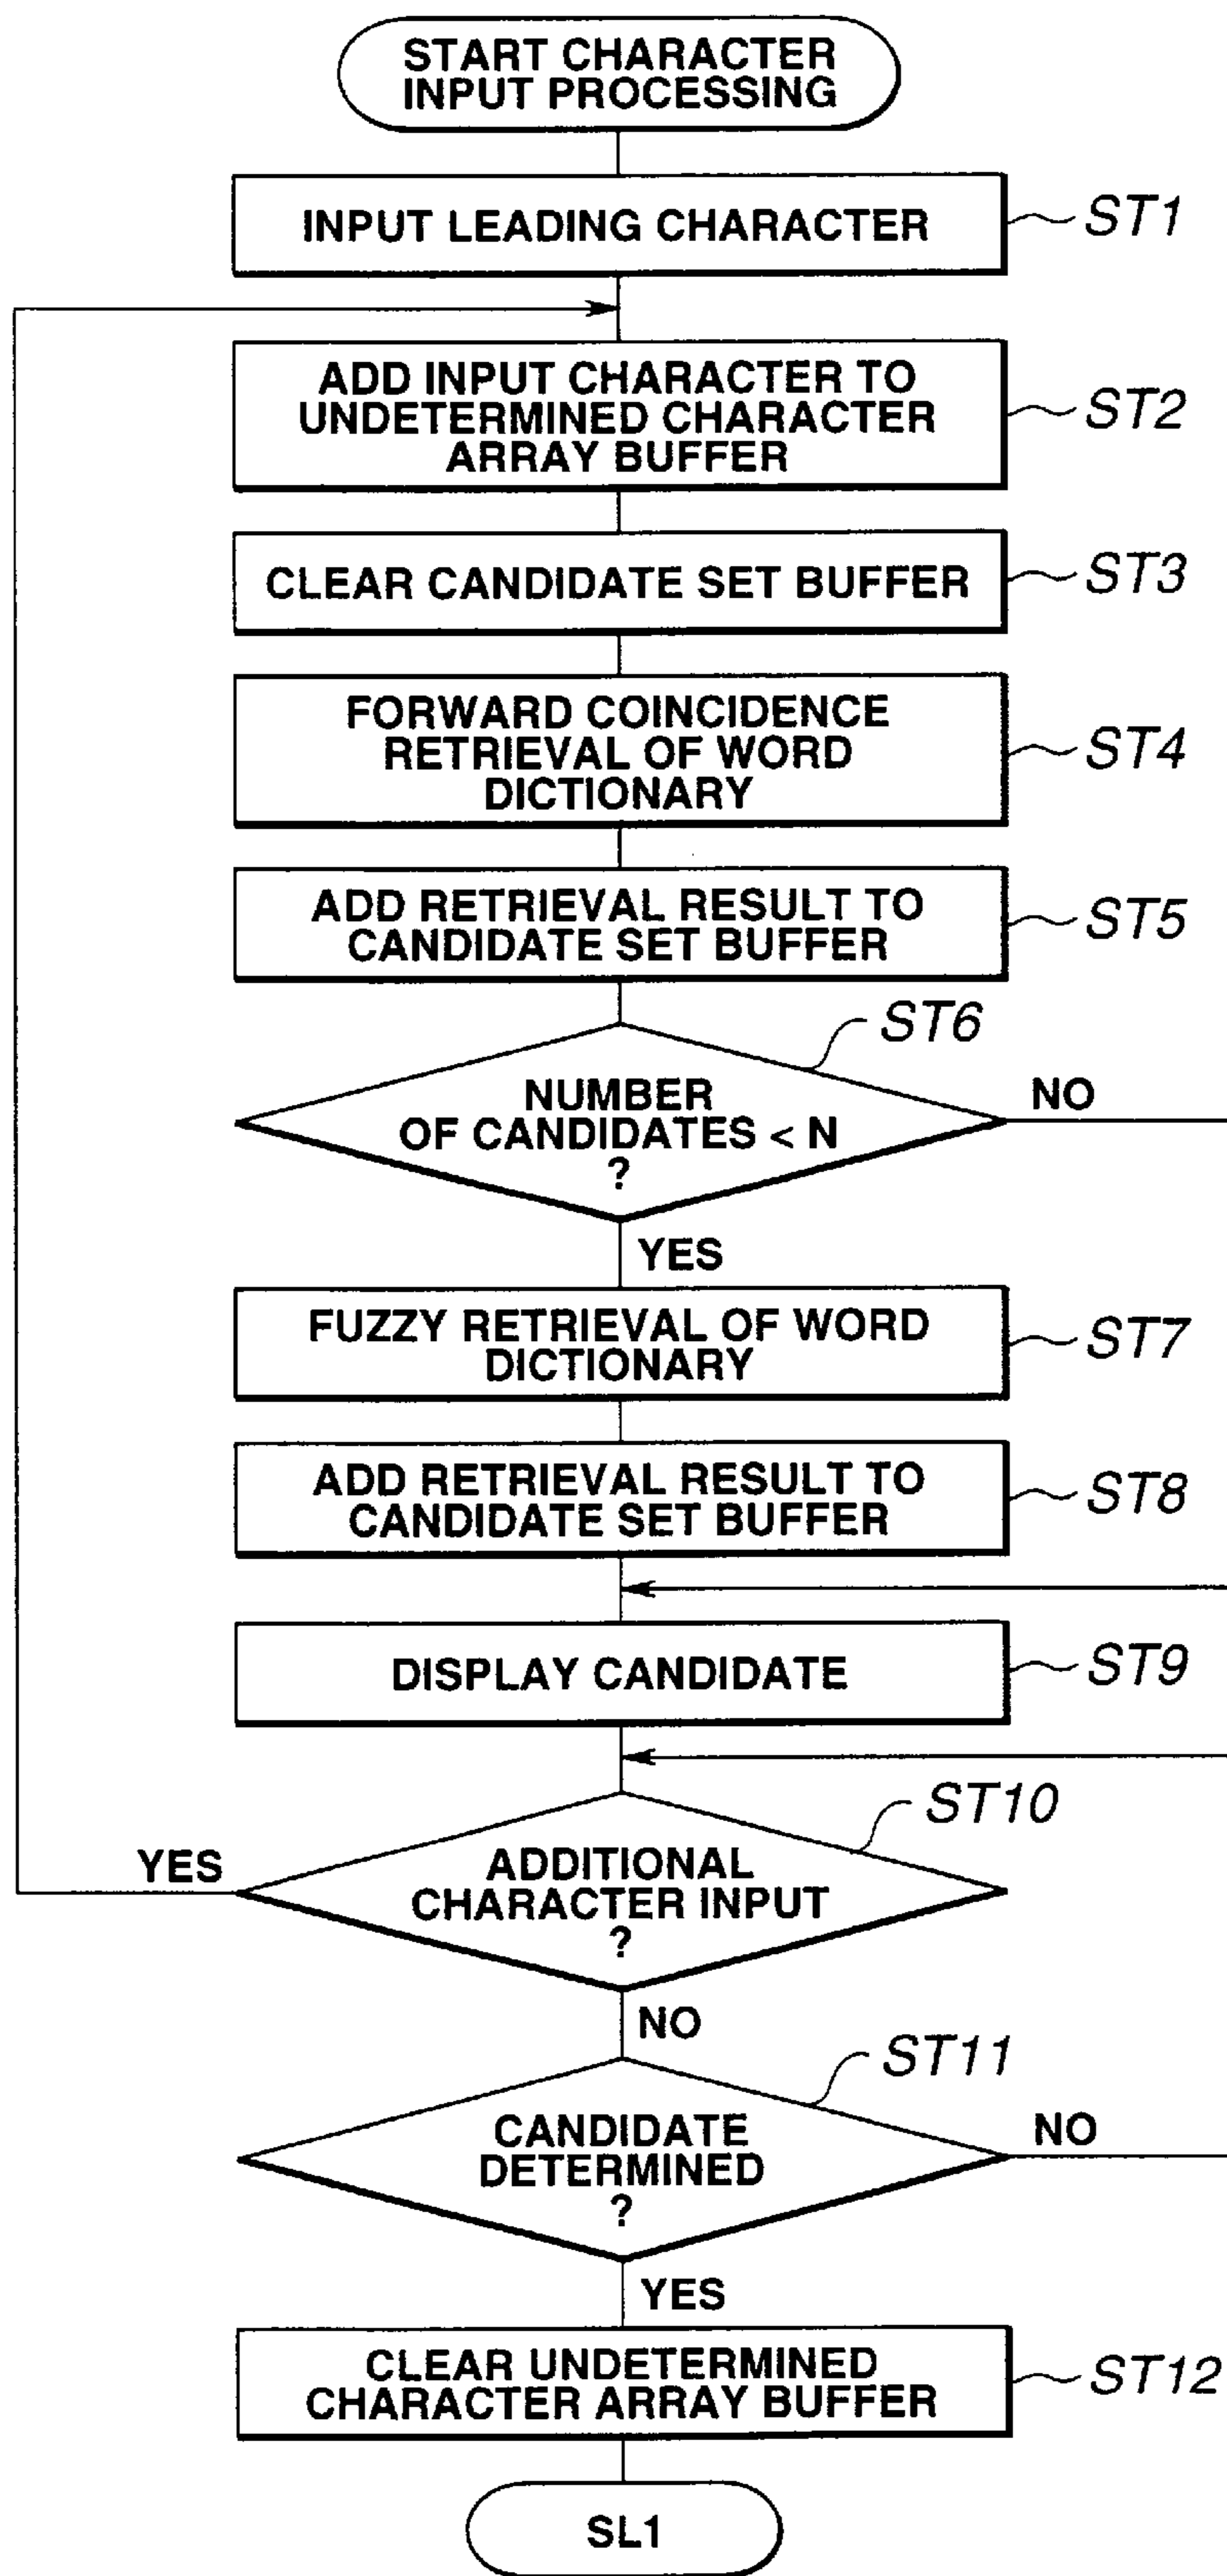 START CHARACTER
INPUT PROCESSING
INPUT LEADING CHARACTER
ST1
ADD INPUT CHARACTER TO
UNDETERMINED CHARACTER
ARRAY BUFFER
ST2
CLEAR CANDIDATE SET BUFFER
ST3
FORWARD COINCIDENCE
RETRIEVAL OF WORD
DICTIONARY
ST4
ADD RETRIEVAL RESULT TO
CANDIDATE SET BUFFER
ST5
ST6
NUMBER
OF CANDIDATES < N
?
NO
YES
FUZZY RETRIEVAL OF WORD
DICTIONARY
ST7
ADD RETRIEVAL RESULT TO
CANDIDATE SET BUFFER
ST8
DISPLAY CANDIDATE
ST9
ST10
YES
ADDITIONAL
CHARACTER INPUT
?
NO
ST11
CANDIDATE
DETERMINED
?
NO
YES
CLEAR UNDETERMINED
CHARACTER ARRAY BUFFER
ST12
SL1